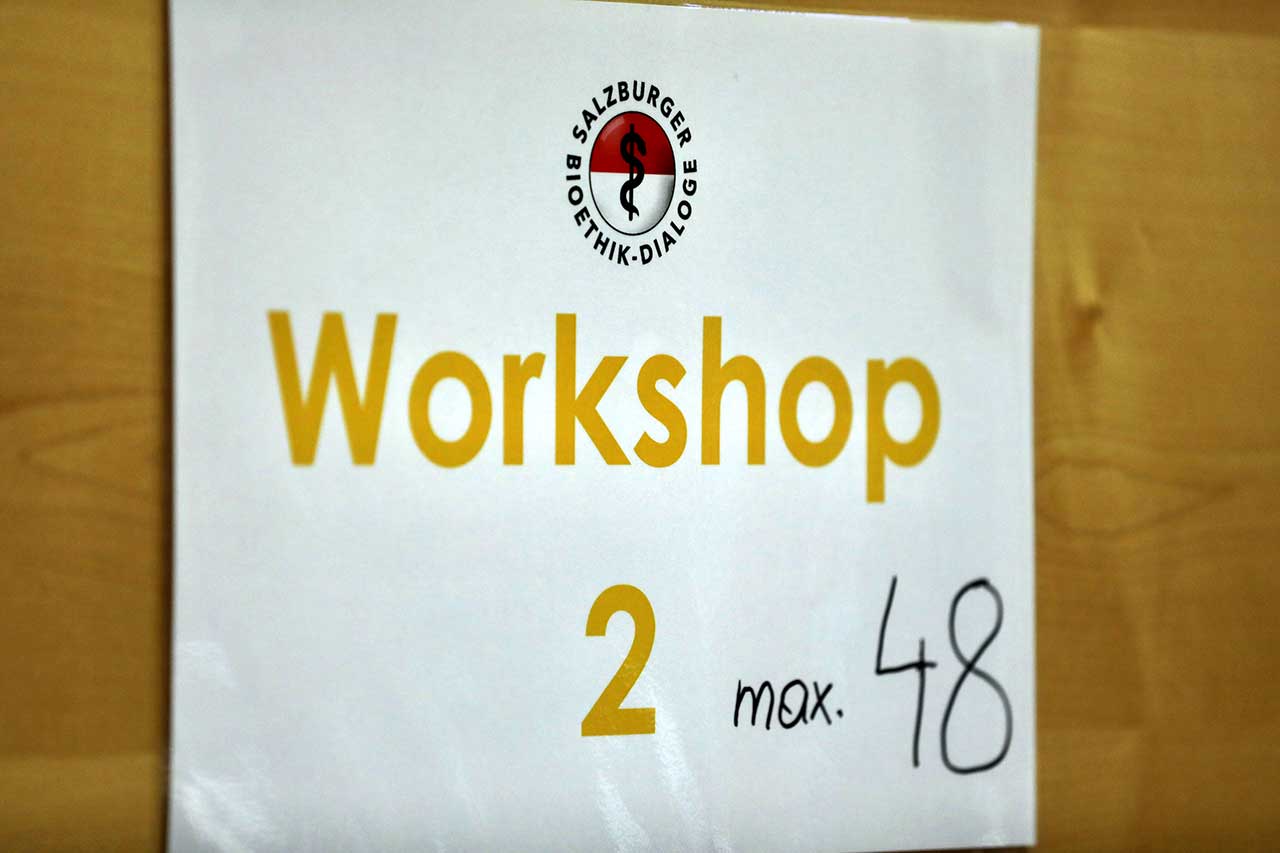 SALZBURGER
BIOETHIK-DIALOGE
Workshop
2 max. 48